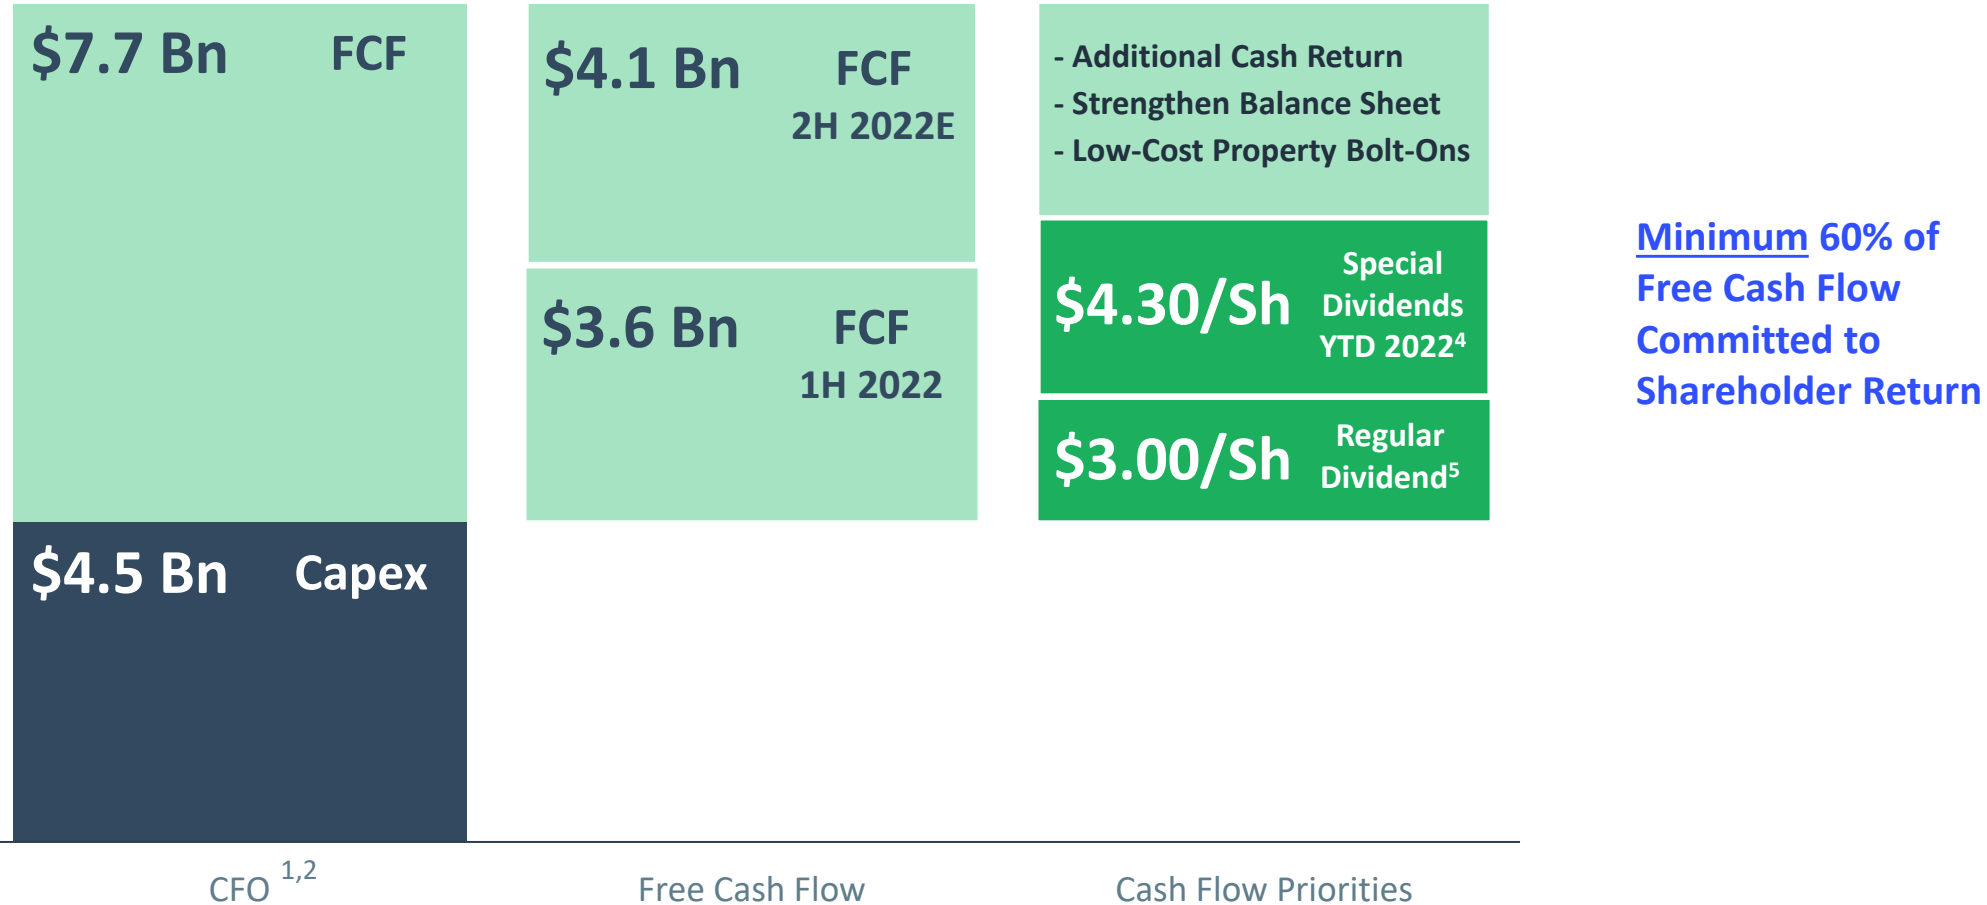 $7.7 Bn FCF
$4.5 Bn Capex
CFO 1,2
$4.1 Bn FCF
2H 2022E
$3.6 Bn FCF
1H 2022
Free Cash Flow
- Additional Cash Return
- Strengthen Balance Sheet
- Low-Cost Property Bolt-Ons
$4.30/Sh
Special
Dividends
YTD 2022⁴
$3.00/Sh
Regular
Dividend⁵
Cash Flow Priorities
Minimum 60% of
Free Cash Flow
Committed to
Shareholder Return